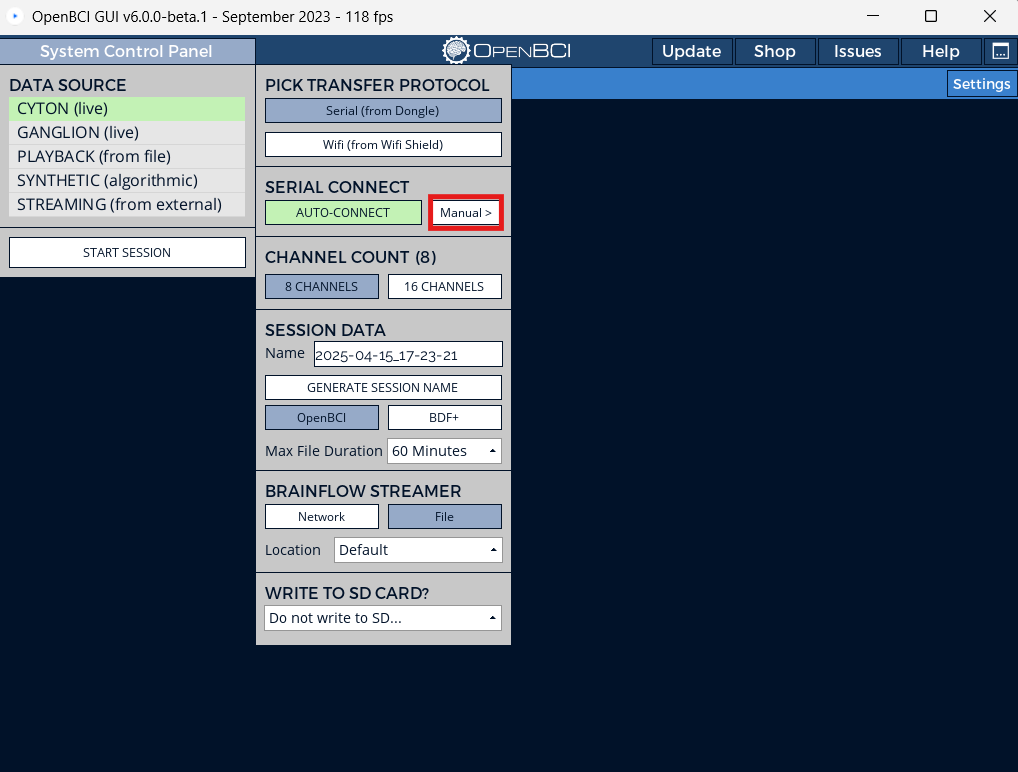 OpenBCI GUI v6.0.0-beta.1 - September 2023 - 118 fps
System Control Panel
OPENBCI
Update
Shop
Issues
Help
Settings
DATA SOURCE
CYTON (live)
GANGLION (live)
PLAYBACK (from file)
SYNTHETIC (algorithmic)
STREAMING (from external)
START SESSION
PICK TRANSFER PROTOCOL
Serial (from Dongle)
Wifi (from Wifi Shield)
SERIAL CONNECT
AUTO-CONNECT
Manual >
CHANNEL COUNT (8)
8 CHANNELS
16 CHANNELS
SESSION DATA
Name 2025-04-15_17-23-21
GENERATE SESSION NAME
OpenBCI
BDF+
Max File Duration 60 Minutes
BRAINFLOW STREAMER
Network
File
Location Default
WRITE TO SD CARD?
Do not write to SD...